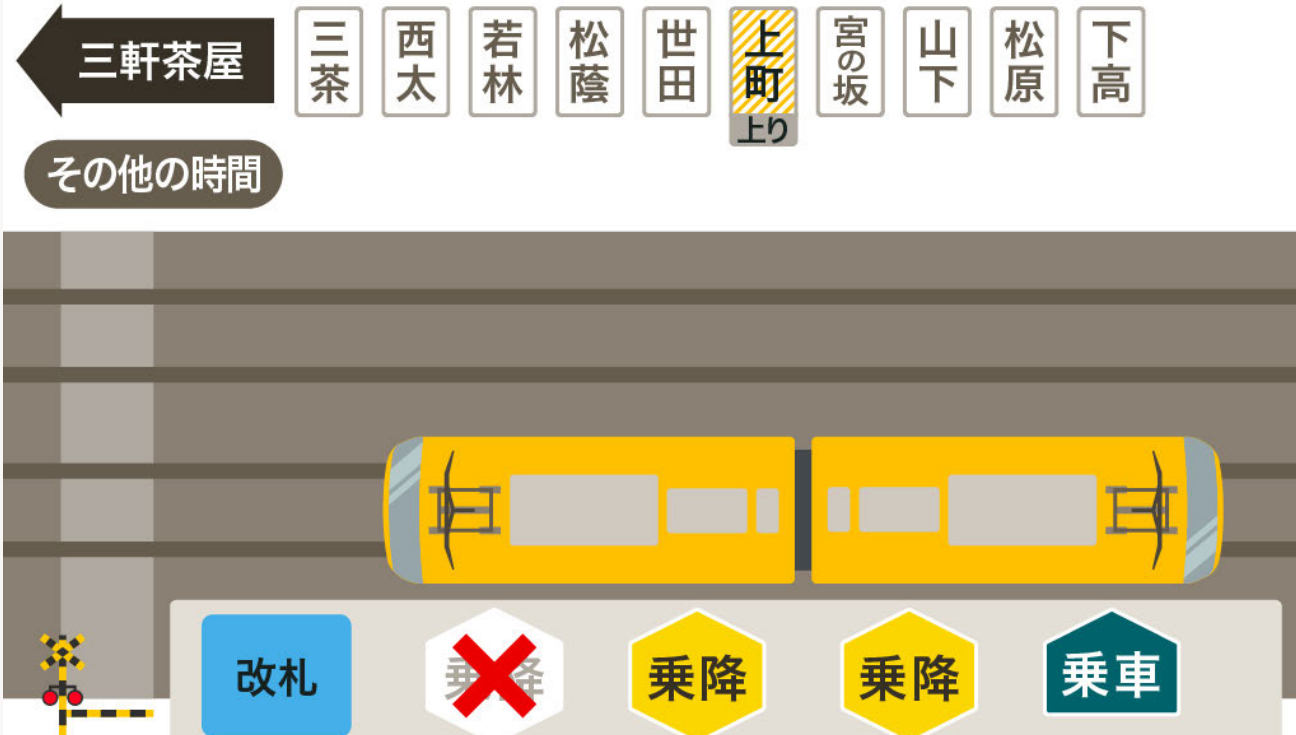 三軒茶屋
三茶
西太
若林
松蔭
世田
上町
上り
宮の坂
山下
松原
下高
その他の時間
改札
乗降
乗降
乗降
乗車